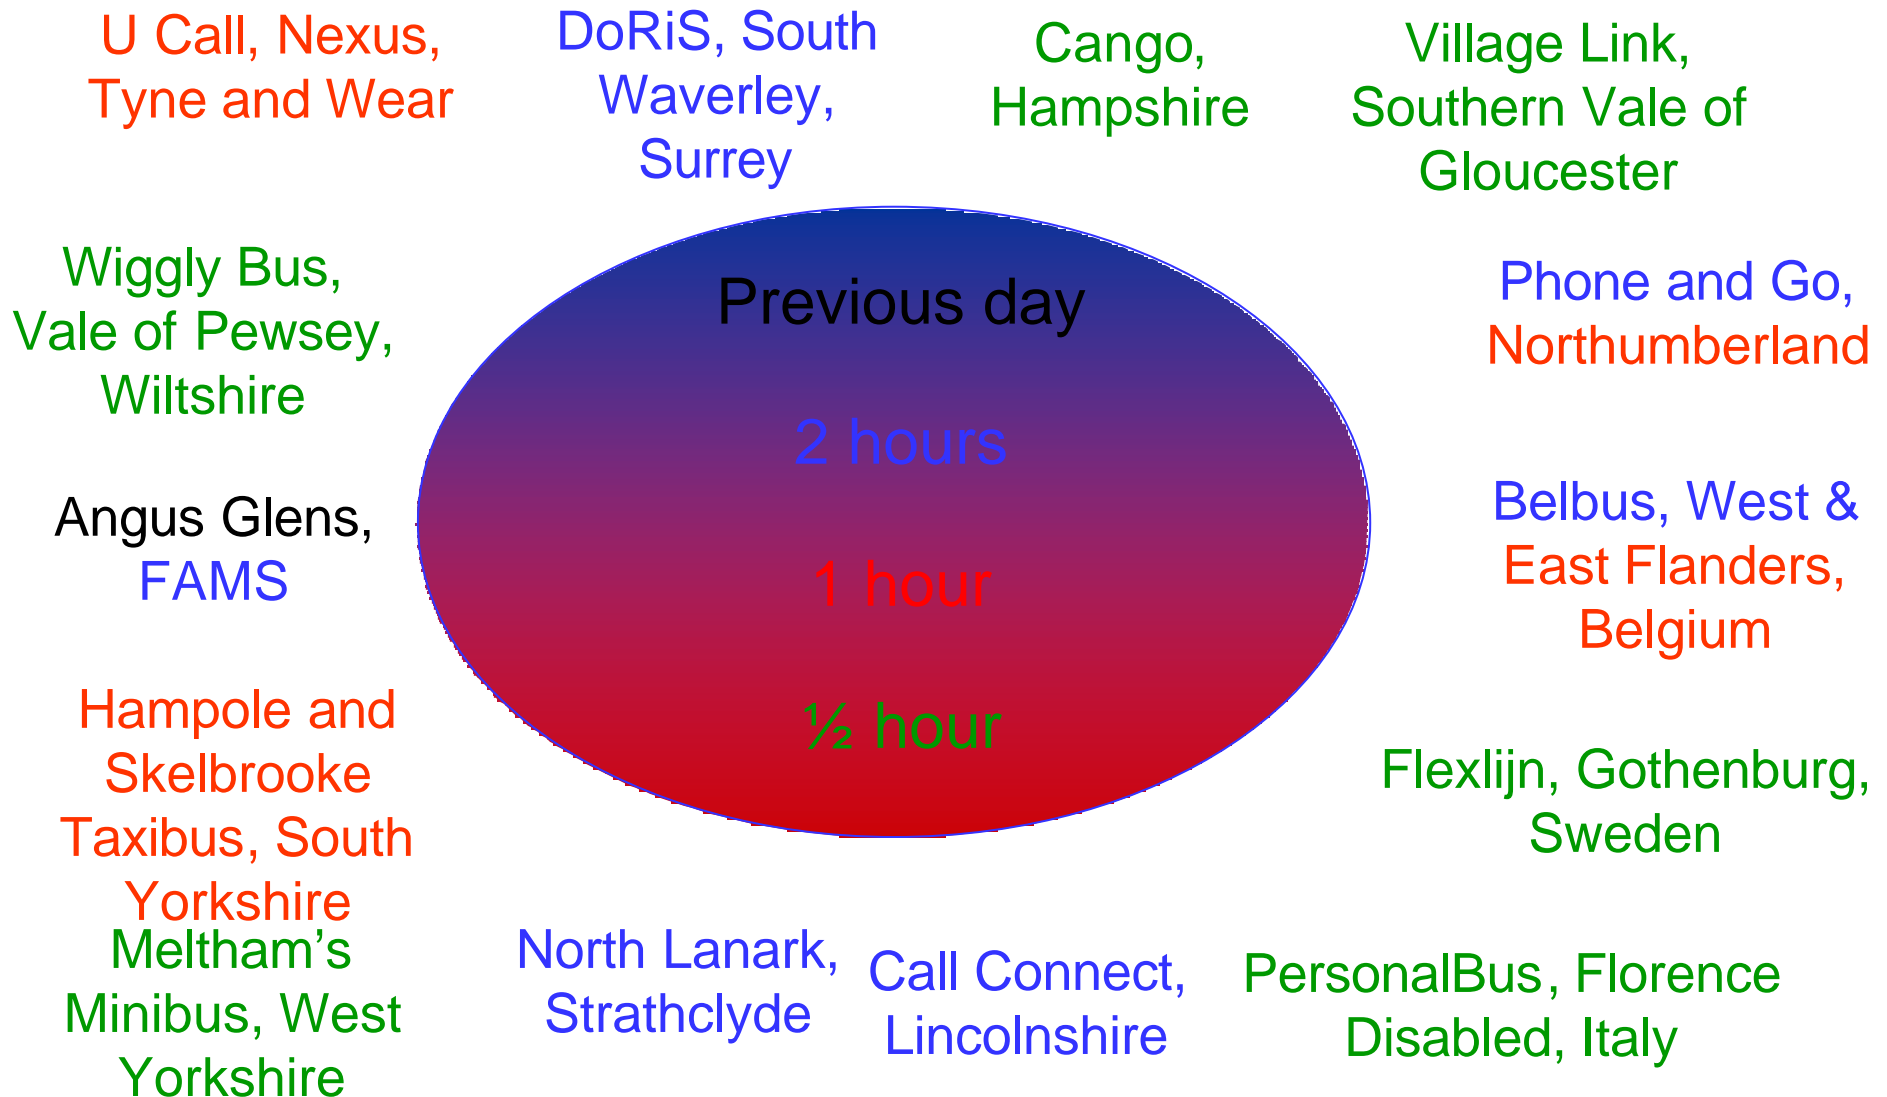 U Call, Nexus,
Tyne and Wear
DoRiS, South
Waverley,
Surrey
Cango,
Hampshire
Village Link,
Southern Vale of
Gloucester
Wiggly Bus,
Vale of Pewsey,
Wiltshire
Previous day
Phone and Go,
Northumberland
2 hours
Angus Glens,
FAMS
1 hour
Belbus, West &
East Flanders,
Belgium
Hampole and
Skelbrooke
Taxibus, South
Yorkshire
½ hour
Flexlijn, Gothenburg,
Sweden
Meltham’s
Minibus, West
Yorkshire
North Lanark,
Strathclyde
Call Connect,
Lincolnshire
PersonalBus, Florence
Disabled, Italy